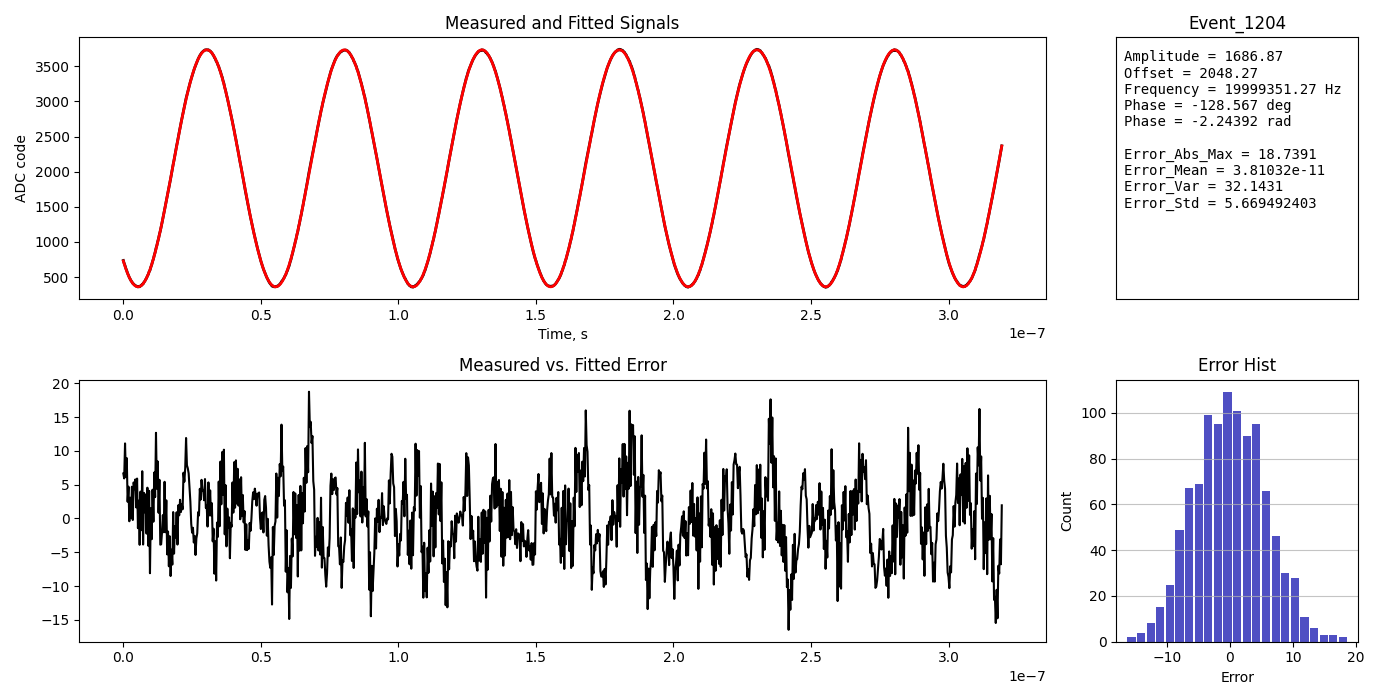 Measured and Fitted Signals
ADC code
3500
3000
2500
2000
1500
1000
500
0.0 0.5 1.0 1.5 2.0 2.5 3.0
Time, s
1e−7
Event_1204
Amplitude = 1686.87
Offset = 2048.27
Frequency = 19999351.27 Hz
Phase = -128.567 deg
Phase = -2.24392 rad
Error_Abs_Max = 18.7391
Error_Mean = 3.81032e-11
Error_Var = 32.1431
Error_Std = 5.669492403
Measured vs. Fitted Error
20
15
10
5
0
−5
−10
−15
0.0 0.5 1.0 1.5 2.0 2.5 3.0
1e−7
Error Hist
Count
100
80
60
40
20
0
−10 0 10 20
Error